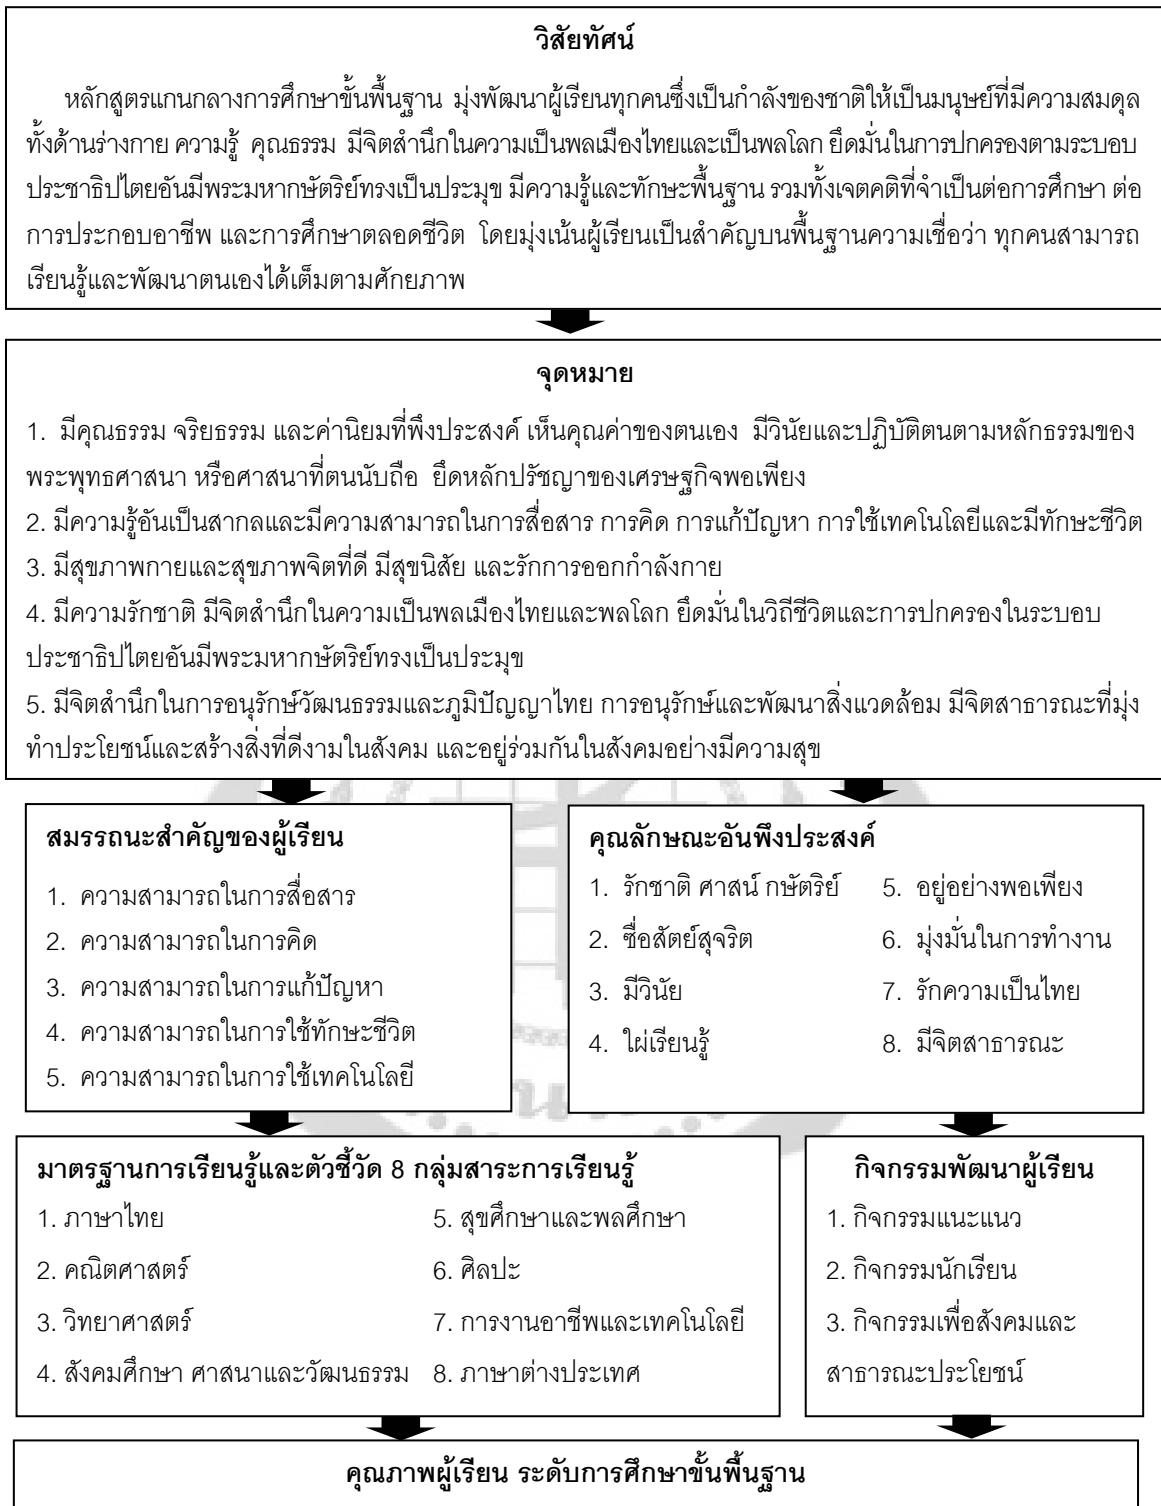 วิสัยทัศน์
หลักสูตรแกนกลางการศึกษาขั้นพื้นฐาน มุ่งพัฒนาผู้เรียนทุกคนซึ่งเป็นกำลังของชาติให้เป็นมนุษย์ที่มีความสมดุล
ทั้งด้านร่างกาย ความรู้ คุณธรรม มีจิตสำนึกในความเป็นพลเมืองไทยและเป็นพลโลก ยึดมั่นในการปกครองตามระบอบ
ประชาธิปไตยอันมีพระมหากษัตริย์ทรงเป็นประมุข มีความรู้และทักษะพื้นฐาน รวมทั้งเจตคติที่จำเป็นต่อการศึกษา ต่อ
การประกอบอาชีพ และการศึกษาตลอดชีวิต โดยมุ่งเน้นผู้เรียนเป็นสำคัญบนพื้นฐานความเชื่อว่า ทุกคนสามารถ
เรียนรู้และพัฒนาตนเองได้เต็มตามศักยภาพ
จุดหมาย
1. มีคุณธรรม จริยธรรม และค่านิยมที่พึงประสงค์ เห็นคุณค่าของตนเอง มีวินัยและปฏิบัติตนตามหลักธรรมของ
พระพุทธศาสนา หรือศาสนาที่ตนนับถือ ยึดหลักปรัชญาของเศรษฐกิจพอเพียง
2. มีความรู้อันเป็นสากลและมีความสามารถในการสื่อสาร การคิด การแก้ปัญหา การใช้เทคโนโลยีและมีทักษะชีวิต
3. มีสุขภาพกายและสุขภาพจิตที่ดี มีสุขนิสัย และรักการออกกำลังกาย
4. มีความรักชาติ มีจิตสำนึกในความเป็นพลเมืองไทยและพลโลก ยึดมั่นในวิถีชีวิตและการปกครองในระบอบ
ประชาธิปไตยอันมีพระมหากษัตริย์ทรงเป็นประมุข
5. มีจิตสำนึกในการอนุรักษ์วัฒนธรรมและภูมิปัญญาไทย การอนุรักษ์และพัฒนาสิ่งแวดล้อม มีจิตสาธารณะที่มุ่ง
ทำประโยชน์และสร้างสิ่งที่ดีงามในสังคม และอยู่ร่วมกันในสังคมอย่างมีความสุข
สมรรถนะสำคัญของผู้เรียน
1. ความสามารถในการสื่อสาร
2. ความสามารถในการคิด
3. ความสามารถในการแก้ปัญหา
4. ความสามารถในการใช้ทักษะชีวิต
5. ความสามารถในการใช้เทคโนโลยี
คุณลักษณะอันพึงประสงค์
1. รักชาติ ศาสน์ กษัตริย์
2. ซื่อสัตย์สุจริต
3. มีวินัย
4. ใฝ่เรียนรู้
5. อยู่อย่างพอเพียง
6. มุ่งมั่นในการทำงาน
7. รักความเป็นไทย
8. มีจิตสาธารณะ
มาตรฐานการเรียนรู้และตัวชี้วัด 8 กลุ่มสาระการเรียนรู้
1. ภาษาไทย
2. คณิตศาสตร์
3. วิทยาศาสตร์
4. สังคมศึกษา ศาสนาและวัฒนธรรม
5. สุขศึกษาและพลศึกษา
6. ศิลปะ
7. การงานอาชีพและเทคโนโลยี
8. ภาษาต่างประเทศ
กิจกรรมพัฒนาผู้เรียน
1. กิจกรรมแนะแนว
2. กิจกรรมนักเรียน
3. กิจกรรมเพื่อสังคมและ
สาธารณะประโยชน์
คุณภาพผู้เรียน ระดับการศึกษาขั้นพื้นฐาน